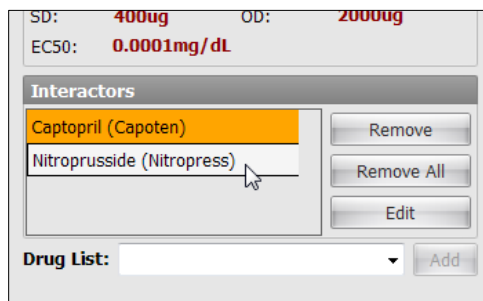 SD: 400ug OD: 2000ug
EC50: 0.0001mg/dL
Interactors
Captopril (Capoten)
Remove
Nitroprusside (Nitropress)
Remove All
Edit
Drug List: Add